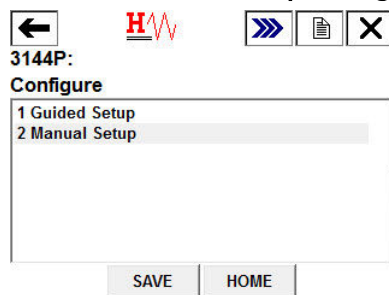 H
3144P:
Configure
1 Guided Setup
2 Manual Setup
SAVE HOME